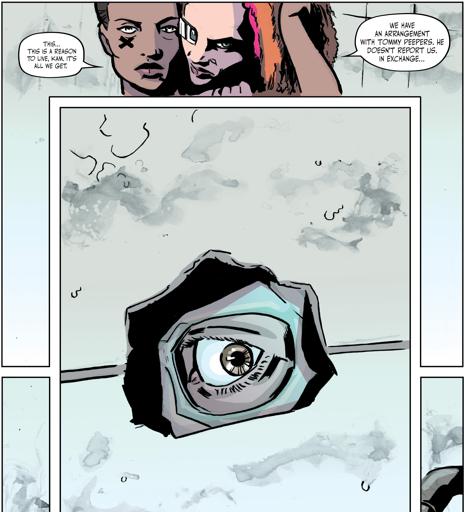 THIS...
THIS IS A REASON
TO LIVE, KAM. IT'S
ALL WE GET.
WE HAVE
AN ARRANGEMENT
WITH TOMMY PEEPERS. HE
DOESN'T REPORT US.
IN EXCHANGE...